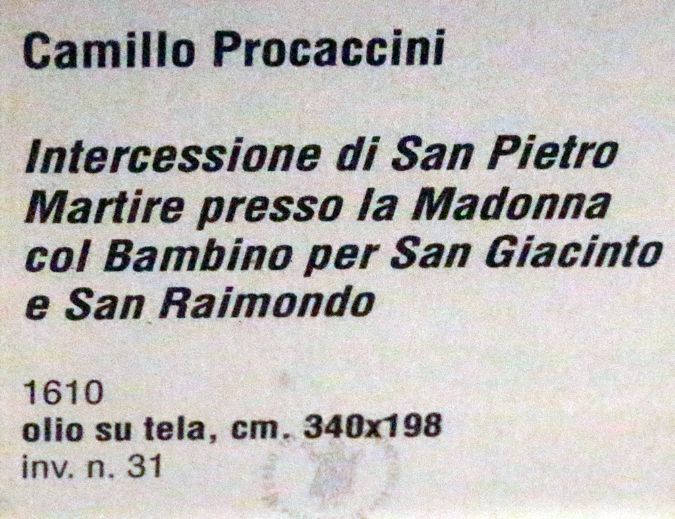 Camillo Procaccini
Intercessione di San Pietro
Martire presso la Madonna
col Bambino per San Giacinto
e San Raimondo
1610
olio su tela, cm. 340x198
inv. n. 31